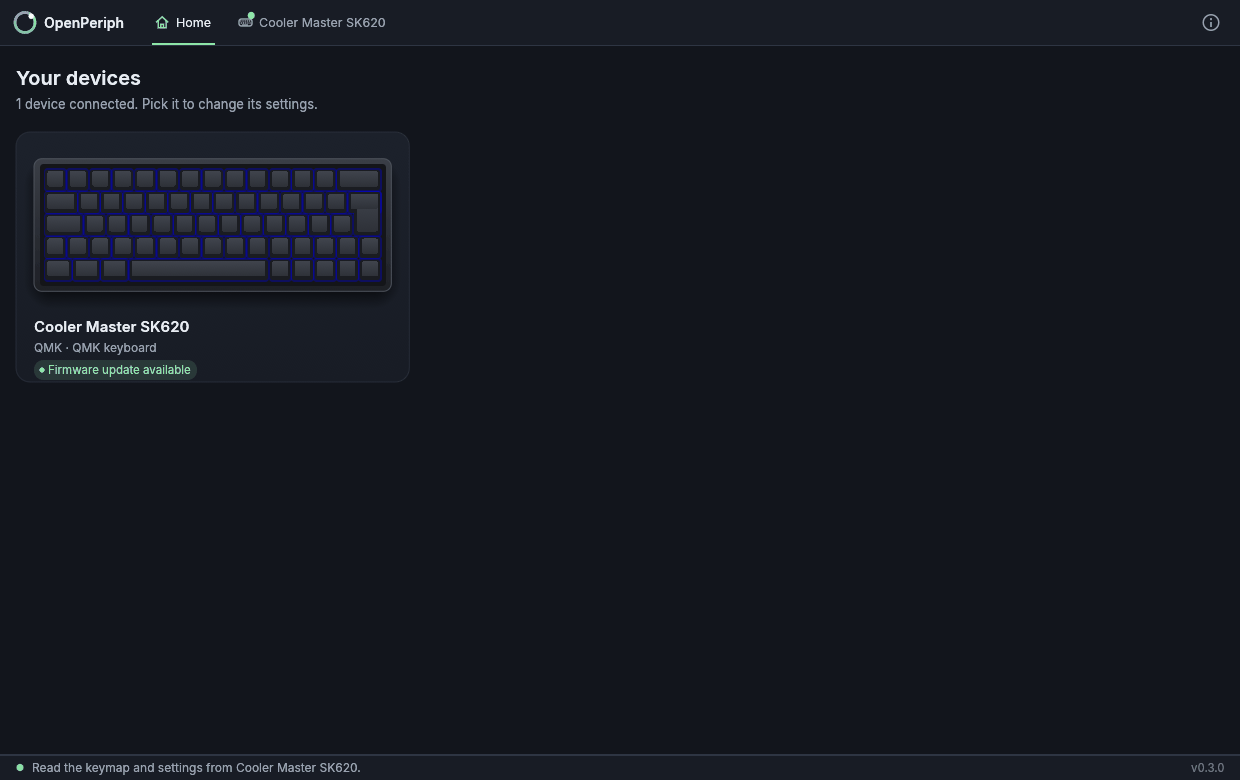 OpenPeriph
Home
Cooler Master SK620
Your devices
1 device connected. Pick it to change its settings.
Cooler Master SK620
QMK · QMK keyboard
Firmware update available
Read the keymap and settings from Cooler Master SK620.
v0.3.0